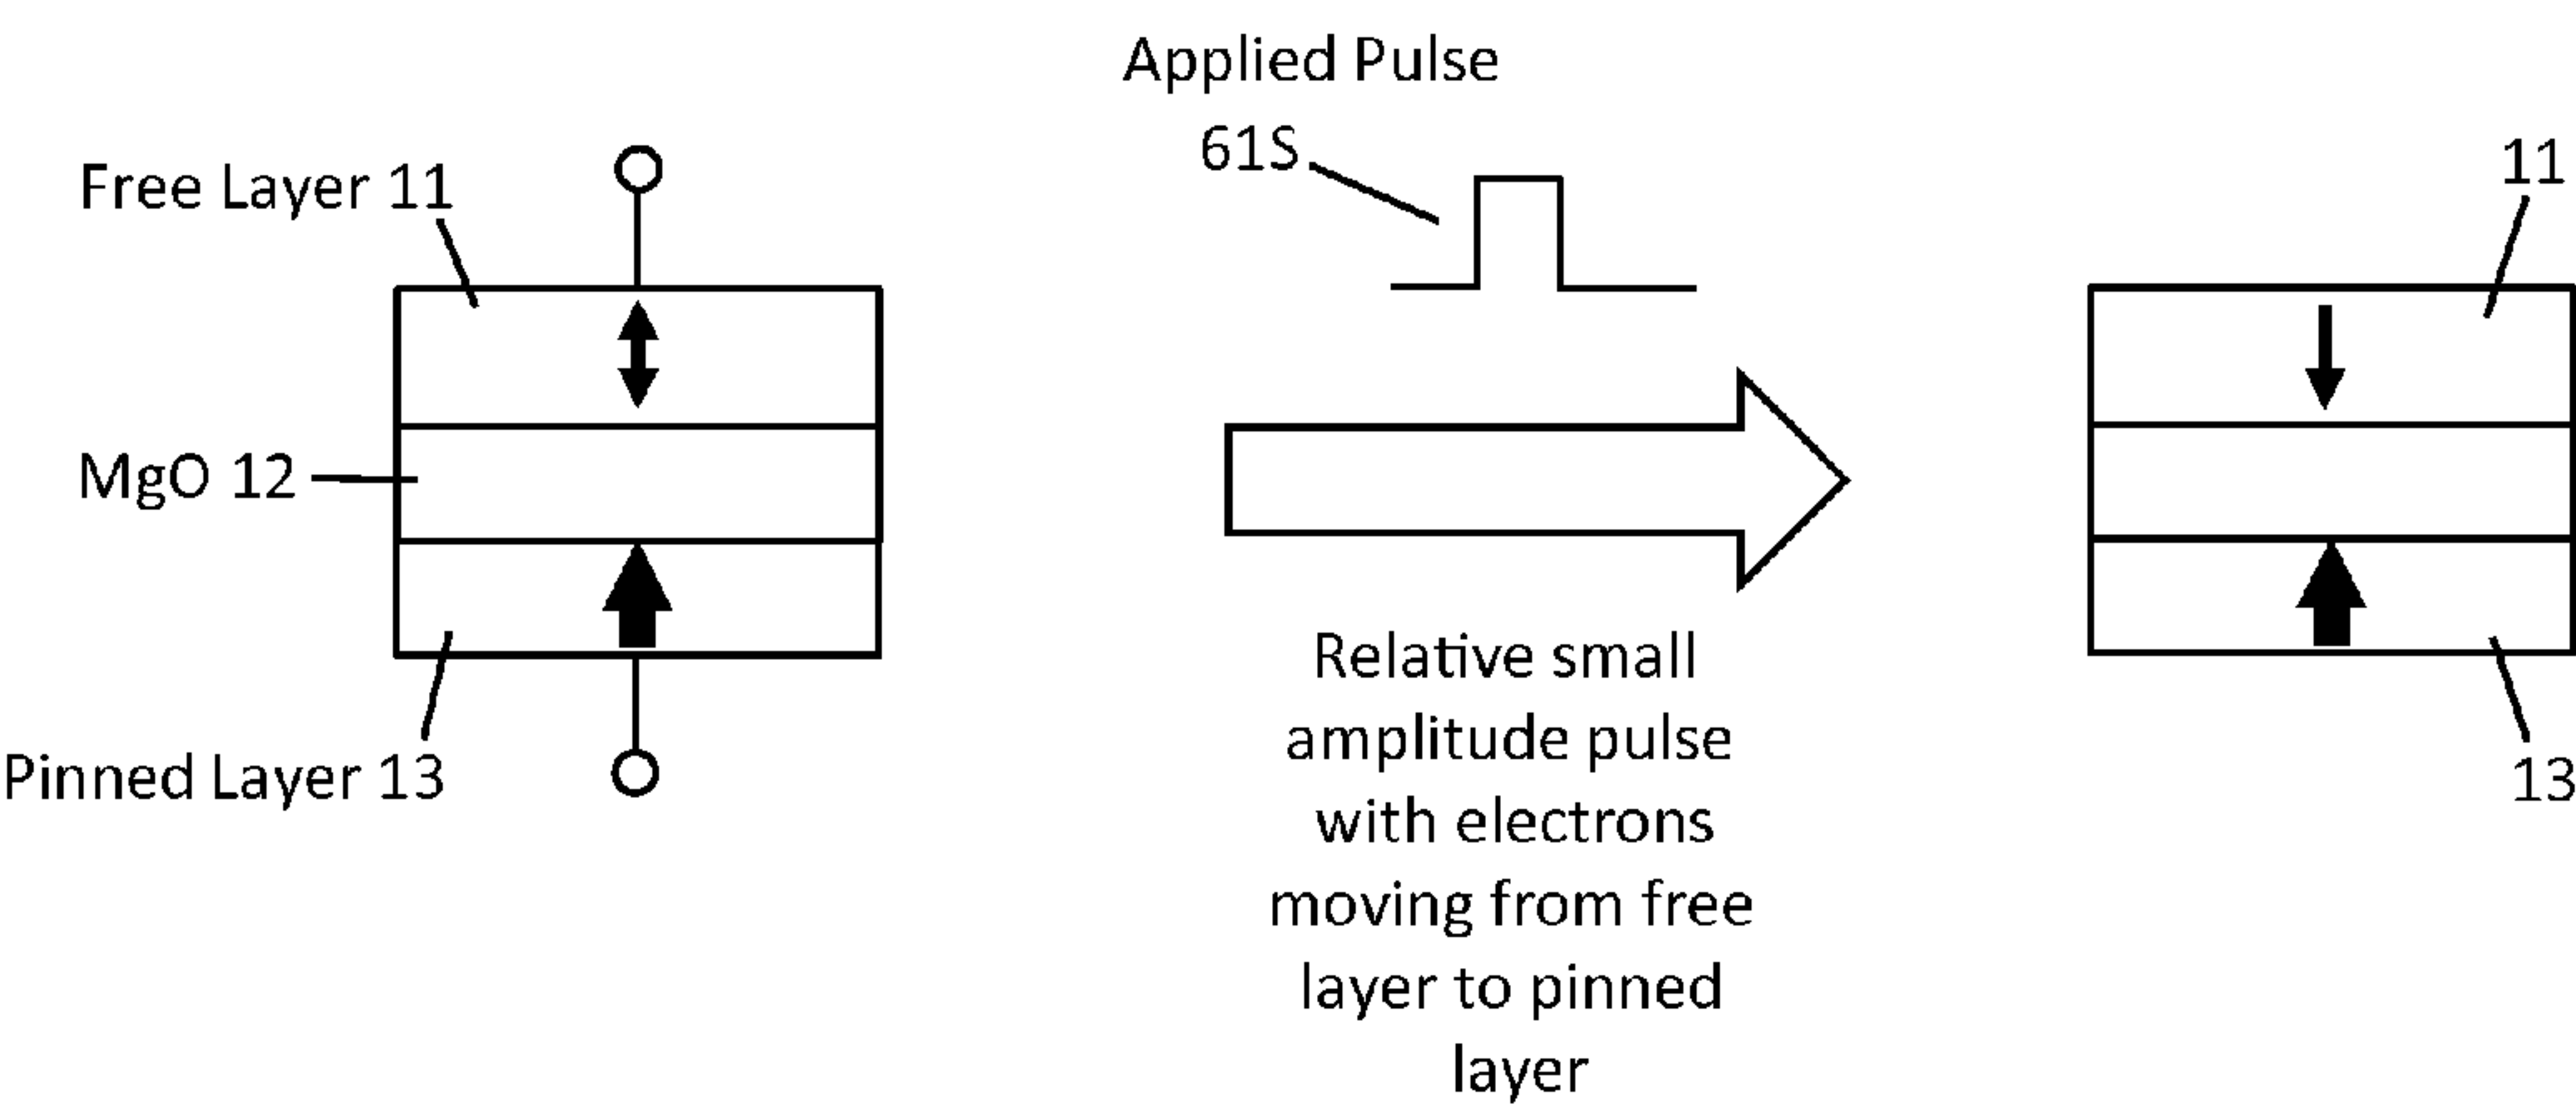 Applied Pulse
61S
Free Layer 11
MgO 12
Pinned Layer 13
Relative small
amplitude pulse
with electrons
moving from free
layer to pinned
layer
11
13